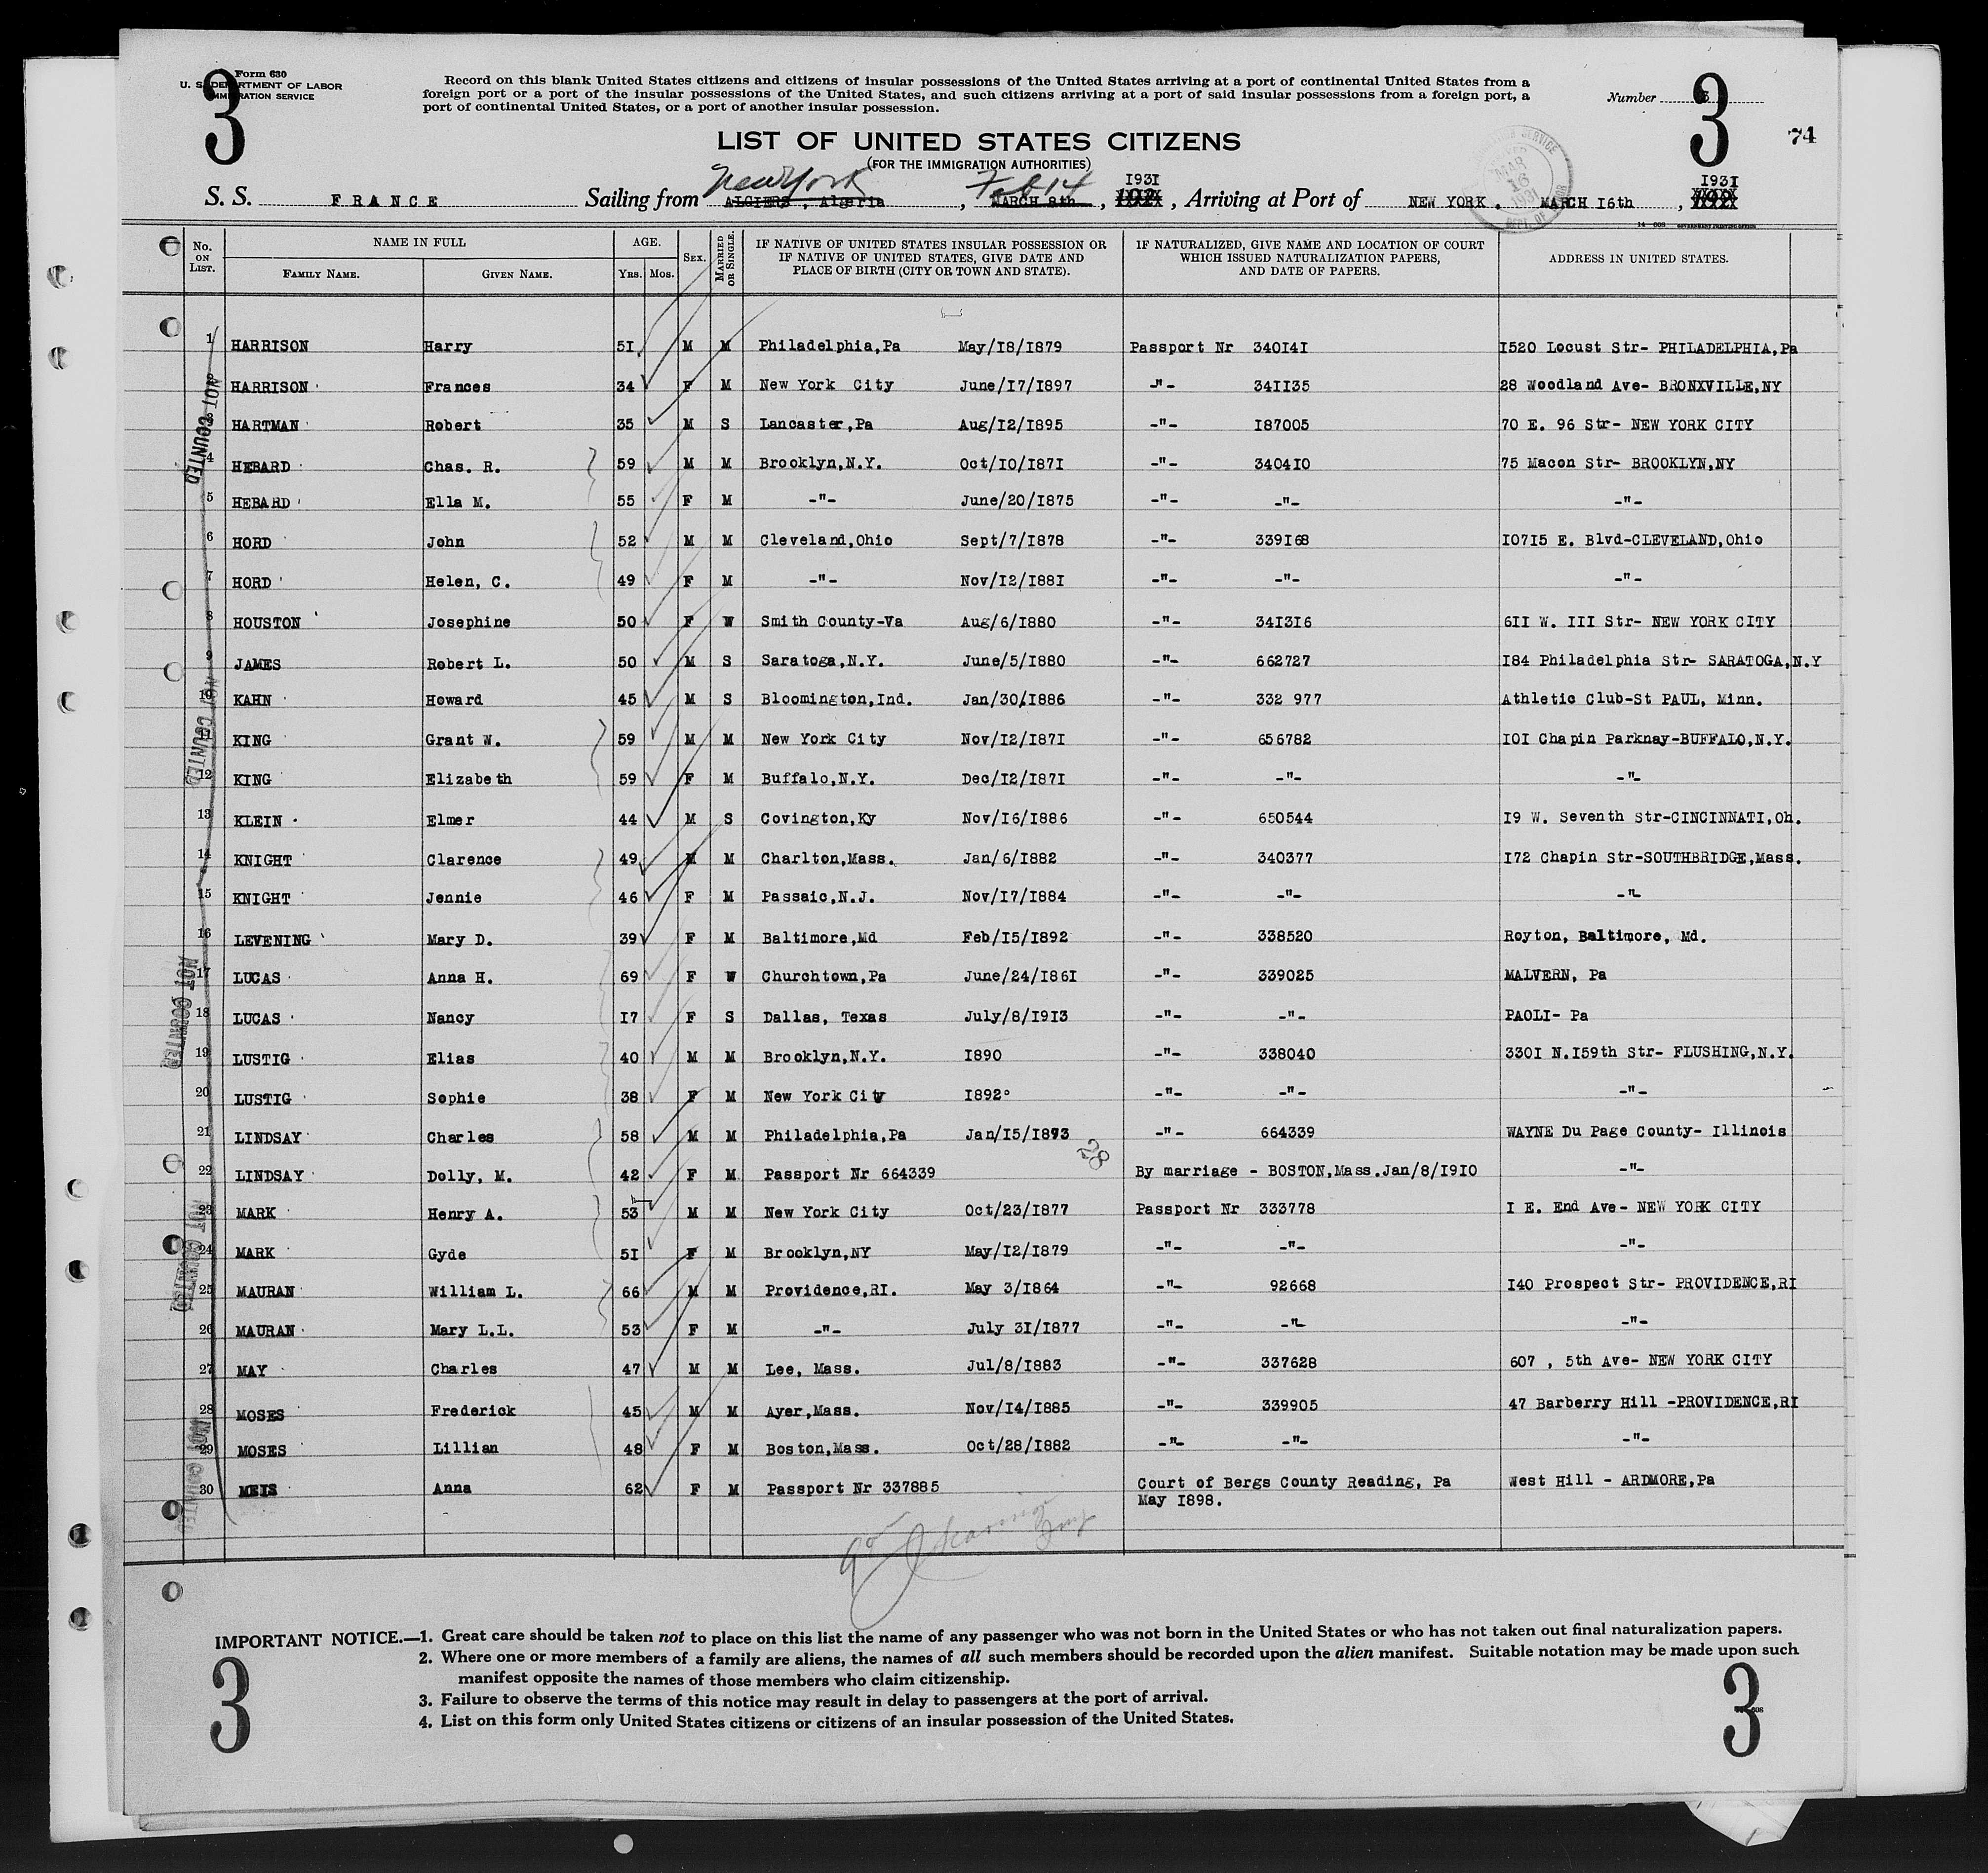 Form 630
U. S. DEPARTMENT OF LABOR
IMMIGRATION SERVICE
3
Record on this blank United States citizens and citizens of insular possessions of the United States arriving at a port of continental United States from a
foreign port or a port of the insular possessions of the United States, and such citizens arriving at a port of said insular possessions from a foreign port, a
port of continental United States, or a port of another insular possession.
Number 3
3
74
LIST OF UNITED STATES CITIZENS
(FOR THE IMMIGRATION AUTHORITIES)
S. S. FRANCE Sailing from New York ALGIERS, Algeria, Feb 14 MARCH 8th, 1931, Arriving at Port of NEW YORK. MARCH 16th, 1931
MAR 16 1931
No. ON LIST. NAME IN FULL AGE. SEX. MARRIED OR SINGLE. IF NATIVE OF UNITED STATES INSULAR POSSESSION OR IF NATIVE OF UNITED STATES, GIVE DATE AND PLACE OF BIRTH (CITY OR TOWN AND STATE). IF NATURALIZED, GIVE NAME AND LOCATION OF COURT WHICH ISSUED NATURALIZATION PAPERS, AND DATE OF PAPERS. ADDRESS IN UNITED STATES.
FAMILY NAME. GIVEN NAME. Yrs. Mos.
1 HARRISON Harry 51 M M Philadelphia,Pa May/18/1879 Passport Nr 340141 1520 Locust Str- PHILADELPHIA,Pa
2 HARRISON Frances 34 F M New York City June/17/1897 -"- 341135 28 Woodland Ave- BRONXVILLE,NY
3 HARTMAN Robert 35 M S Lancaster,Pa Aug/12/1895 -"- 187005 70 E. 96 Str- NEW YORK CITY
4 HEBARD Chas. R. 59 M M Brooklyn,N.Y. Oct/10/1871 -"- 340410 75 Macon Str- BROOKLYN,NY
5 HEBARD Ella M. 55 F M -"- June/20/1875 -"- -"- -"-
6 HORD John 52 M M Cleveland,Ohio Sept/7/1878 -"- 339168 10715 E. Blvd-CLEVELAND,Ohio
7 HORD Helen, C. 49 F M -"- Nov/12/1881 -"- -"- -"-
8 HOUSTON Josephine 50 F W Smith County-Va Aug/6/1880 -"- 341316 611 W. 111 Str- NEW YORK CITY
9 JAMES Robert L. 50 M S Saratoga,N.Y. June/5/1880 -"- 662727 184 Philadelphia Str- SARATOGA,N.Y
10 KAHN Howard 45 M S Bloomington,Ind. Jan/30/1886 -"- 332 977 Athletic Club-St PAUL, Minn.
11 KING Grant W. 59 M M New York City Nov/12/1871 -"- 656782 101 Chapin Parknay-BUFFALO,N.Y.
12 KING Elizabeth 59 F M Buffalo,N.Y. Dec/12/1871 -"- -"- -"-
13 KLEIN Elmer 44 M S Covington,Ky Nov/16/1886 -"- 650544 19 W. Seventh Str-CINCINNATI,Oh.
14 KNIGHT Clarence 49 M M Charlton,Mass. Jan/6/1882 -"- 340377 172 Chapin Str-SOUTHBRIDGE,Mass.
15 KNIGHT Jennie 46 F M Passaic,N.J. Nov/17/1884 -"- -"- -"-
16 LEVENING Mary D. 39 F M Baltimore,Md Feb/15/1892 -"- 338520 Royton, Baltimore, Md.
17 LUCAS Anna H. 69 F W Churchtown,Pa June/24/1861 -"- 339025 MALVERN, Pa
18 LUCAS Nancy 17 F S Dallas, Texas July/8/1913 -"- -"- PAOLI- Pa
19 LUSTIG Elias 40 M M Brooklyn,N.Y. 1890 -"- 338040 3301 N.159th Str- FLUSHING,N.Y.
20 LUSTIG Sophie 38 F M New York City 1892 -"- -"- -"-
21 LINDSAY Charles 58 M M Philadelphia,Pa Jan/15/1873 -"- 664339 WAYNE Du Page County- Illinois
22 LINDSAY Dolly, M. 42 F M Passport Nr 664339 By marriage - BOSTON,Mass.Jan/8/1910 -"-
23 MARK Henry A. 53 M M New York City Oct/23/1877 Passport Nr 333778 1 E. End Ave- NEW YORK CITY
24 MARK Gyde 51 F M Brooklyn,NY May/12/1879 -"- -"- -"-
25 MAURAN William L. 66 M M Providence,RI. May 3/1864 -"- 92668 140 Prospect Str- PROVIDENCE,RI
26 MAURAN Mary L.L. 53 F M -"- July 31/1877 -"- -"- -"-
27 MAY Charles 47 M M Lee, Mass. Jul/8/1883 -"- 337628 607 , 5th Ave- NEW YORK CITY
28 MOSES Frederick 45 M M Ayer,Mass. Nov/14/1885 -"- 339905 47 Barberry Hill -PROVIDENCE,RI
29 MOSES Lillian 48 F M Boston,Mass. Oct/28/1882 -"- -"- -"-
30 MEIS Anna 62 F M Passport Nr 337885 Court of Bergs County Reading, Pa West Hill - ARDMORE,Pa
May 1898.
NOT COUNTED
NOT COUNTED
NOT COUNTED
NOT COUNTED
NOT COUNTED
IMPORTANT NOTICE.—1. Great care should be taken not to place on this list the name of any passenger who was not born in the United States or who has not taken out final naturalization papers.
2. Where one or more members of a family are aliens, the names of all such members should be recorded upon the alien manifest. Suitable notation may be made upon such
manifest opposite the names of those members who claim citizenship.
3. Failure to observe the terms of this notice may result in delay to passengers at the port of arrival.
4. List on this form only United States citizens or citizens of an insular possession of the United States.
3
3